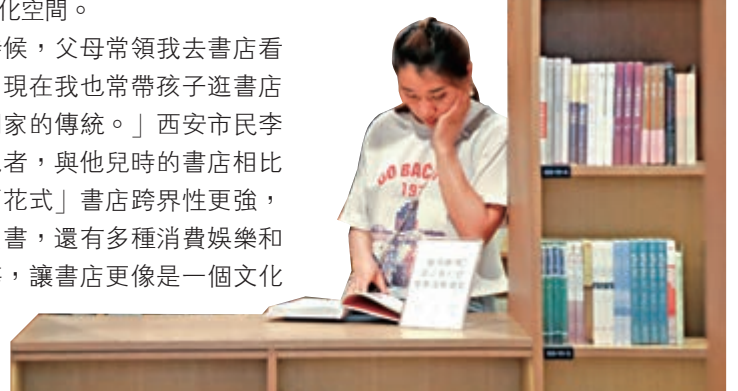 化空間。
候，父母常領我去書店看
現在我也常帶孩子逛書店
家的傳統。」西安市民李
者，與他兒時的書店相比
花式」書店跨界性更強，
書，還有多種消費娛樂和
，讓書店更像是一個文化
GO BAC
197